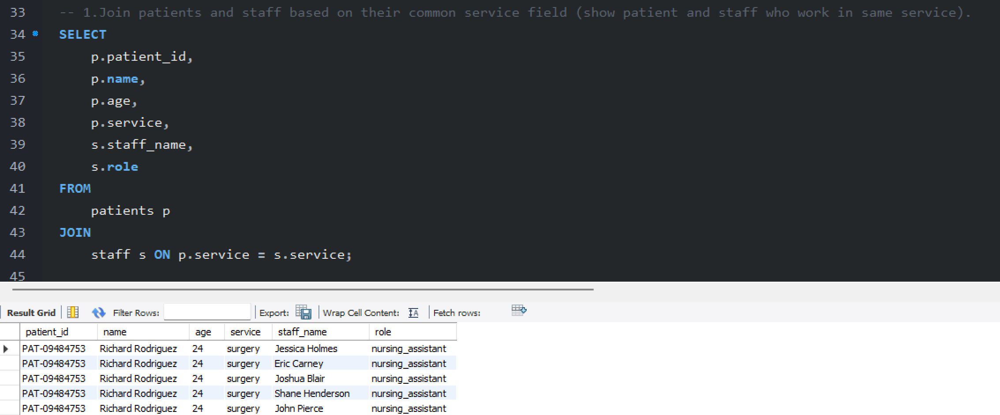 33 -- 1.Join patients and staff based on their common service field (show patient and staff who work in same service).
34 SELECT
35 p.patient_id,
36 p.name,
37 p.age,
38 p.service,
39 s.staff_name,
40 s.role
41 FROM
42 patients p
43 JOIN
44 staff s ON p.service = s.service;
45
Result Grid Filter Rows: Export: Wrap Cell Content: Fetch rows:
patient_id name age service staff_name role
PAT-09484753 Richard Rodriguez 24 surgery Jessica Holmes nursing_assistant
PAT-09484753 Richard Rodriguez 24 surgery Eric Carney nursing_assistant
PAT-09484753 Richard Rodriguez 24 surgery Joshua Blair nursing_assistant
PAT-09484753 Richard Rodriguez 24 surgery Shane Henderson nursing_assistant
PAT-09484753 Richard Rodriguez 24 surgery John Pierce nursing_assistant